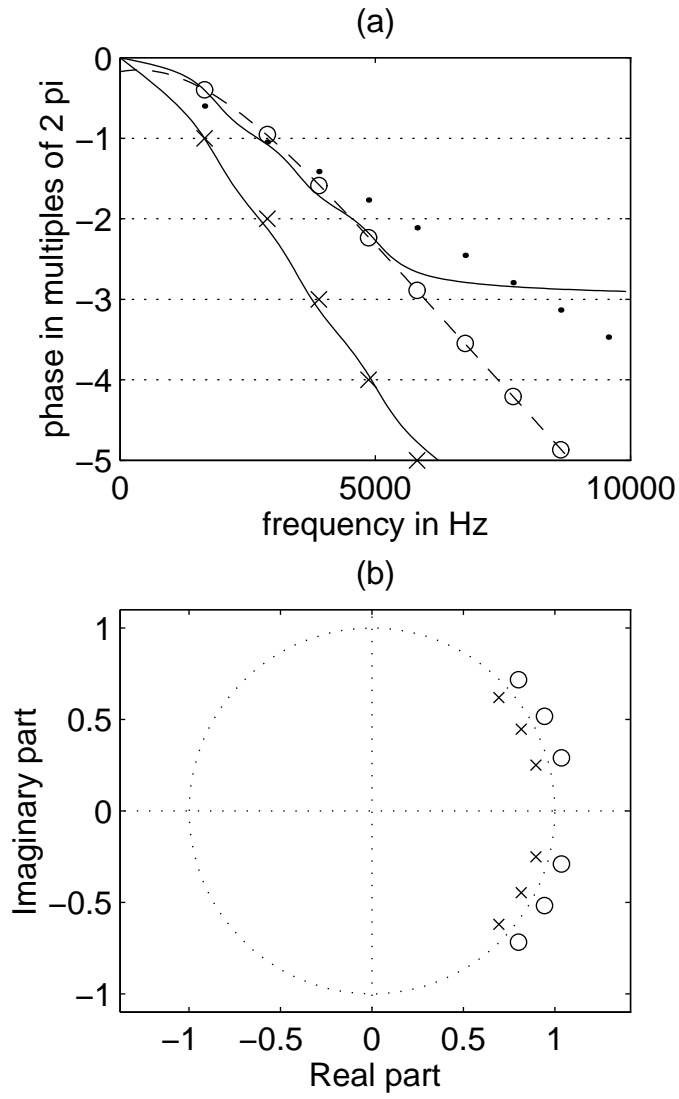 (a)
phase in multiples of 2 pi
0
−1
−2
−3
−4
−5
0 5000 10000
frequency in Hz
(b)
Imaginary part
1
0.5
0
−0.5
−1
−1 −0.5 0 0.5 1
Real part